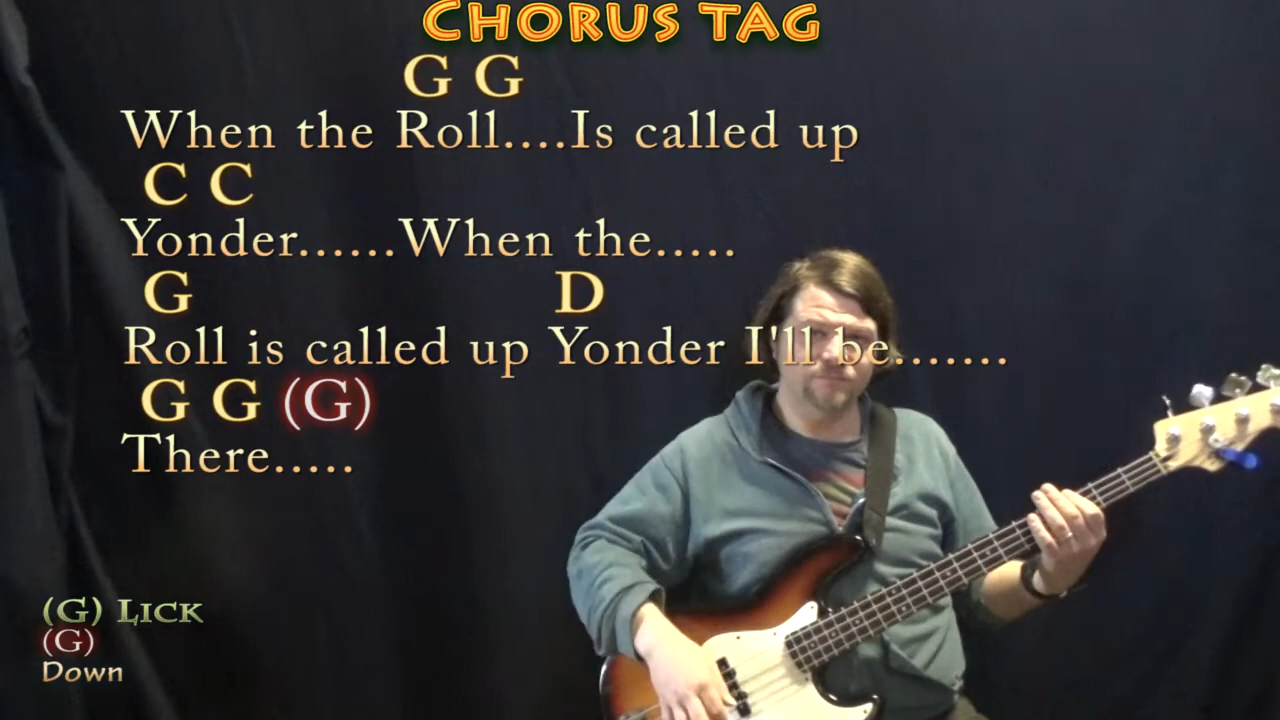 CHORUS TAG
G G
When the Roll....Is called up
C C
Yonder......When the.....
G D
Roll is called up Yonder I'll be.......
G G (G)
There.....
(G) LICK
(G)
Down